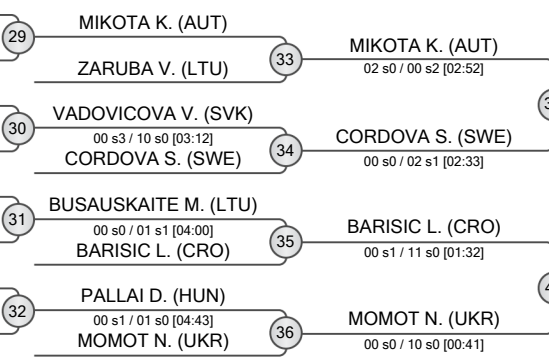 29
MIKOTA K. (AUT)
ZARUBA V. (LTU)
33
MIKOTA K. (AUT)
02 s0 / 00 s2 [02:52]
30
VADOVICOVA V. (SVK)
00 s3 / 10 s0 [03:12]
CORDOVA S. (SWE)
34
CORDOVA S. (SWE)
00 s0 / 02 s1 [02:33]
31
BUSAUSKAITE M. (LTU)
00 s0 / 01 s1 [04:00]
BARISIC L. (CRO)
35
BARISIC L. (CRO)
00 s1 / 11 s0 [01:32]
32
PALLAI D. (HUN)
00 s1 / 01 s0 [04:43]
MOMOT N. (UKR)
36
MOMOT N. (UKR)
00 s0 / 10 s0 [00:41]